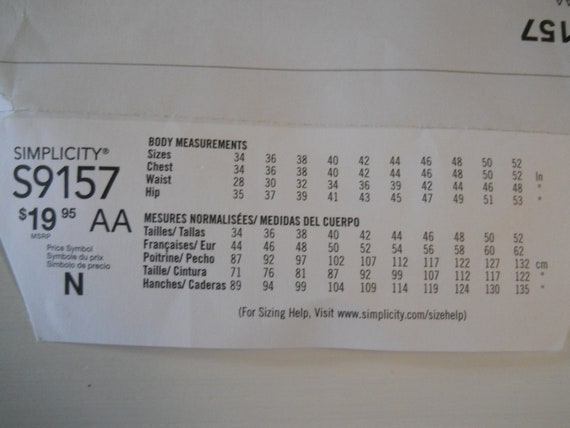 S9157
AA
SIMPLICITY®
S9157
$19.95 AA
MSRP
Price Symbol
Symbole du prix
Símbolo de precio
N
BODY MEASUREMENTS
Sizes 34 36 38 40 42 44 46 48 50 52
Chest 34 36 38 40 42 44 46 48 50 52 In
Waist 28 30 32 34 36 39 42 44 46 48 "
Hip 35 37 39 41 43 45 47 49 51 53 "
MESURES NORMALISÉES/ MEDIDAS DEL CUERPO
Tailles/ Tallas 34 36 38 40 42 44 46 48 50 52
Françaises/ Eur 44 46 48 50 52 54 56 58 60 62
Poitrine/ Pecho 87 92 97 102 107 112 117 122 127 132 cm
Taille/ Cintura 71 76 81 87 92 99 107 112 117 122 "
Hanches/ Caderas 89 94 99 104 109 114 119 124 130 135 "
(For Sizing Help, Visit www.simplicity.com/sizehelp)